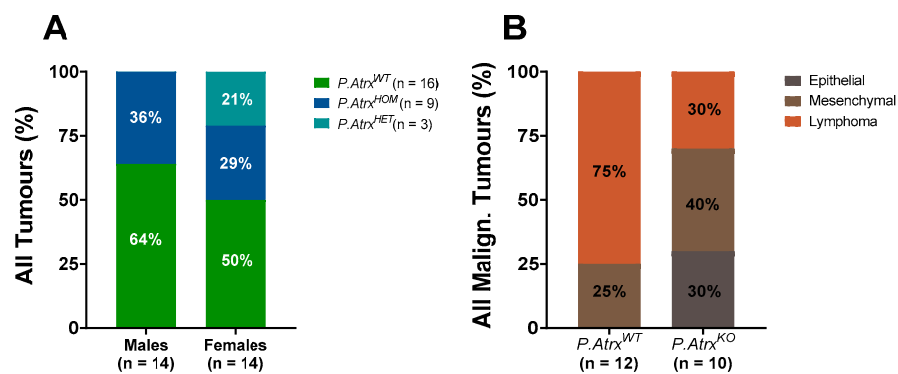 A
All Tumours (%)
100
75
50
25
0
36%
64%
21%
29%
50%
Males
(n = 14)
Females
(n = 14)
P.Atrx^WT (n = 16)
P.Atrx^HOM (n = 9)
P.Atrx^HET (n = 3)
B
All Malign. Tumours (%)
100
75
50
25
0
75%
25%
30%
40%
30%
P.Atrx^WT
(n = 12)
P.Atrx^KO
(n = 10)
Epithelial
Mesenchymal
Lymphoma